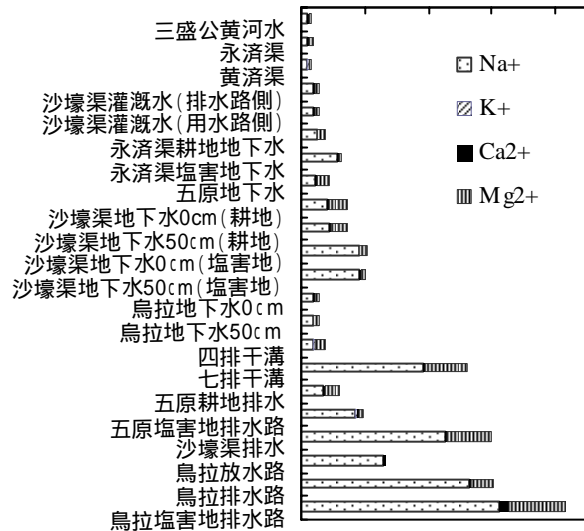 三盛公黄河水
永済渠
黄済渠
沙壕渠灌漑水(排水路側)
沙壕渠灌漑水(用水路側)
永済渠耕地地下水
永済渠塩害地下水
五原地下水
沙壕渠地下水0cm(耕地)
沙壕渠地下水50cm(耕地)
沙壕渠地下水0cm(塩害地)
沙壕渠地下水50cm(塩害地)
烏拉地下水0cm
烏拉地下水50cm
四排干溝
七排干溝
五原耕地排水
五原塩害地排水路
沙壕渠排水
烏拉放水路
烏拉排水路
烏拉塩害地排水路
Na+
K+
Ca2+
Mg2+